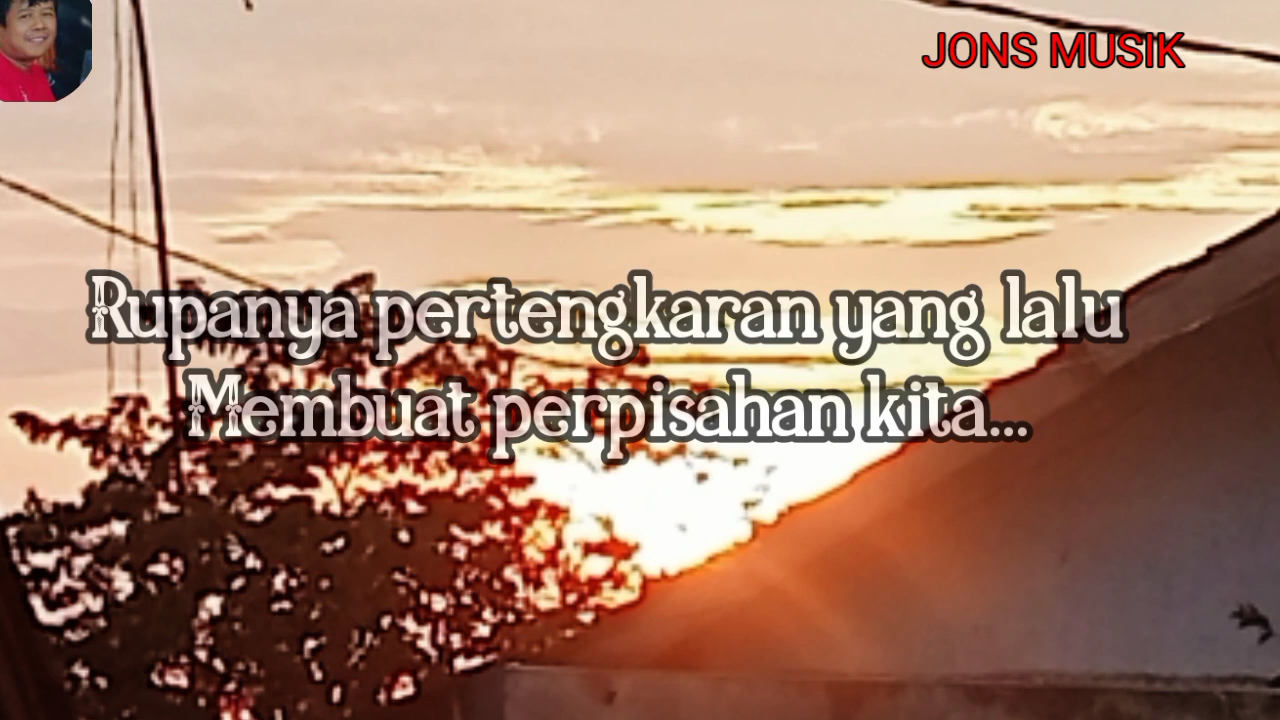 JONS MUSIK
Rupanya pertengkaran yang lalu
Membuat perpisahan kita...